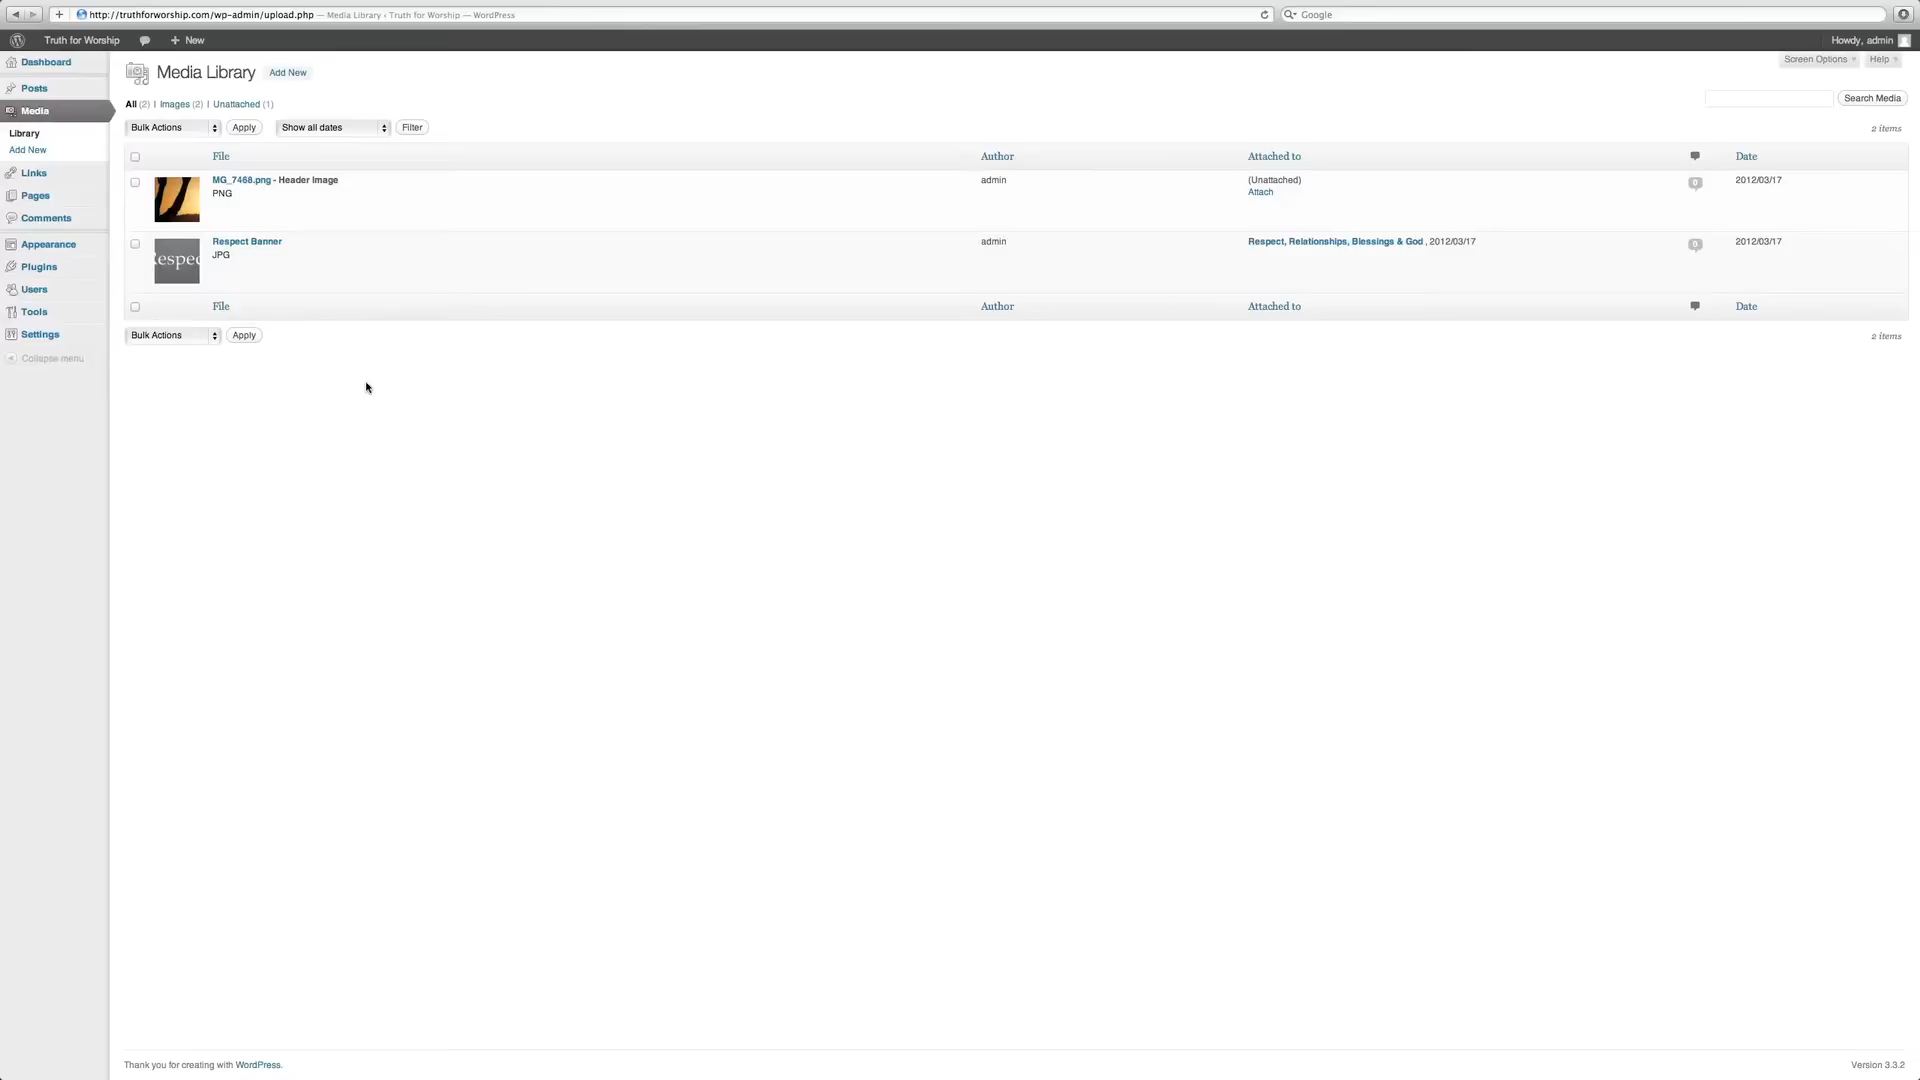 http://truthforworship.com/wp-admin/upload.php — Media Library ‹ Truth for Worship — WordPress
Google
Truth for Worship
New
Howdy, admin
Dashboard
Posts
Media
Library
Add New
Links
Pages
Comments
Appearance
Plugins
Users
Tools
Settings
Collapse menu
Media Library Add New
Screen Options Help
All (2) | Images (2) | Unattached (1)
Search Media
Bulk Actions Apply Show all dates Filter
2 items
File Author Attached to Date
MG_7468.png - Header Image admin (Unattached) 0 2012/03/17
PNG Attach
Respect Banner admin Respect, Relationships, Blessings & God , 2012/03/17 0 2012/03/17
JPG
espec
File Author Attached to Date
Bulk Actions Apply
2 items
Thank you for creating with WordPress.
Version 3.3.2